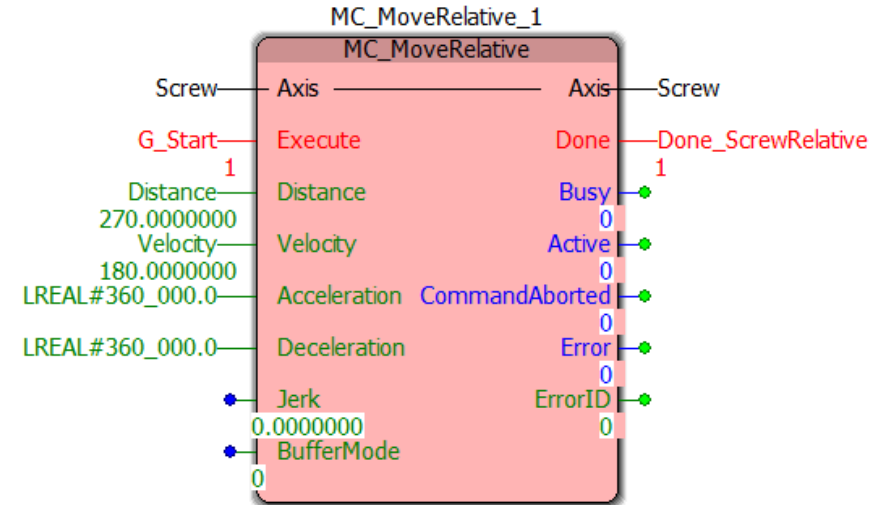 MC_MoveRelative_1
MC_MoveRelative
Screw Axis Axis Screw
G_Start Execute Done Done_ScrewRelative
1 1
Distance Distance Busy
270.0000000 0
Velocity Velocity Active
180.0000000 0
LREAL#360_000.0 Acceleration CommandAborted
0
LREAL#360_000.0 Deceleration Error
0
Jerk ErrorID
0.0000000 0
BufferMode
0